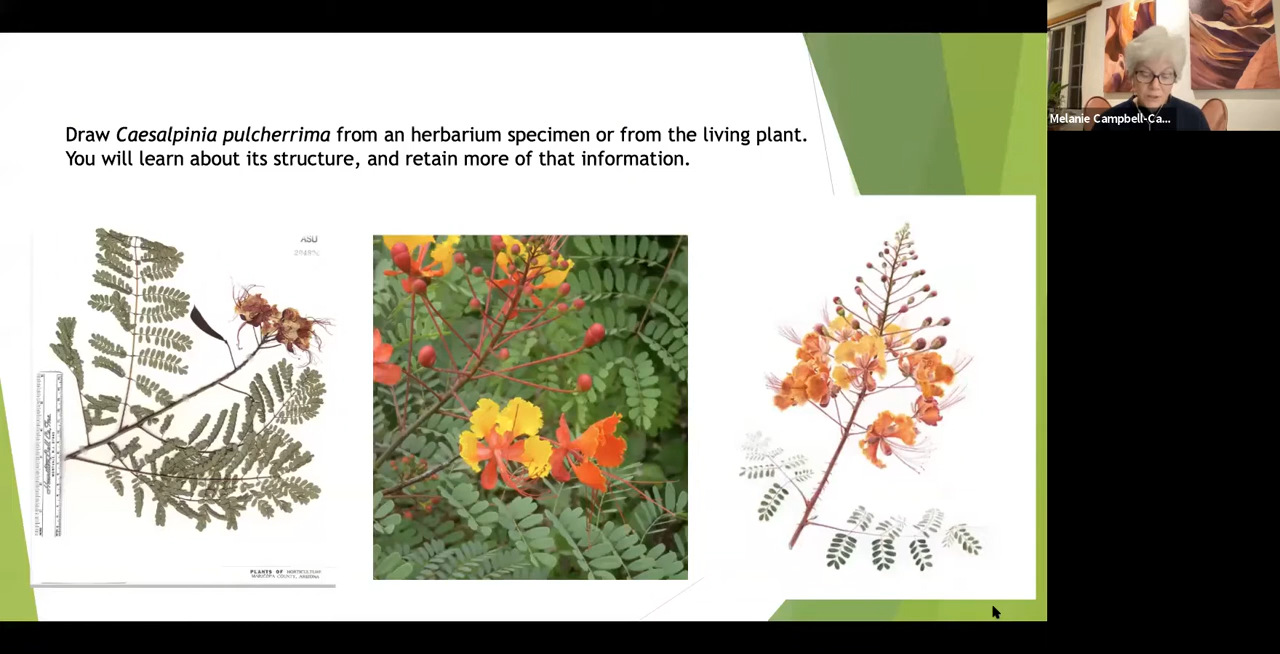 Draw Caesalpinia pulcherrima from an herbarium specimen or from the living plant.
You will learn about its structure, and retain more of that information.
Melanie Campbell-Ca...
ASU
PLANTS OF HORTICULTURE
MARICOPA COUNTY, ARIZONA